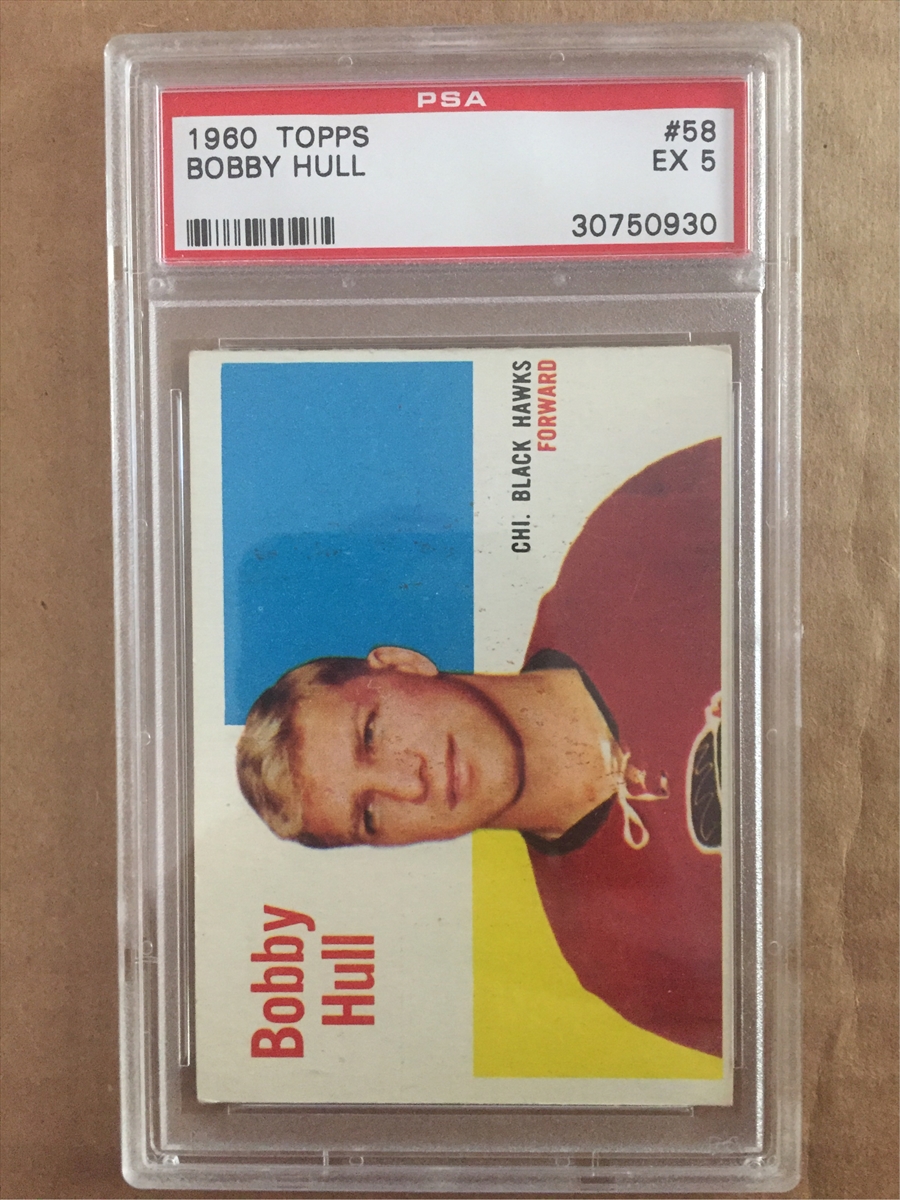 PSA
1960 TOPPS
#58
BOBBY HULL
EX 5
30750930
CHI. BLACK HAWKS
FORWARD
Bobby
Hull